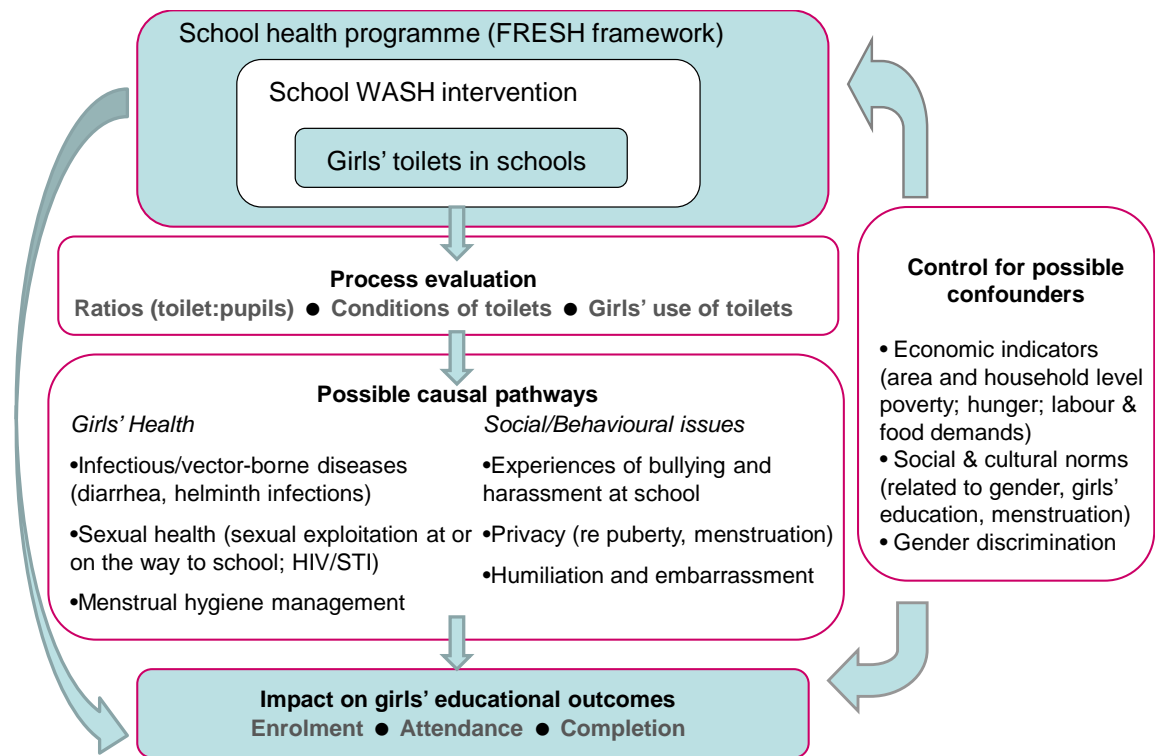 School health programme (FRESH framework)
School WASH intervention
Girls’ toilets in schools
Process evaluation
Ratios (toilet:pupils) ● Conditions of toilets ● Girls’ use of toilets
Possible causal pathways
Girls’ Health
•Infectious/vector-borne diseases
(diarrhea, helminth infections)
•Sexual health (sexual exploitation at or
on the way to school; HIV/STI)
•Menstrual hygiene management
Social/Behavioural issues
•Experiences of bullying and
harassment at school
•Privacy (re puberty, menstruation)
•Humiliation and embarrassment
Impact on girls’ educational outcomes
Enrolment ● Attendance ● Completion
Control for possible
confounders
• Economic indicators
(area and household level
poverty; hunger; labour &
food demands)
• Social & cultural norms
(related to gender, girls’
education, menstruation)
• Gender discrimination